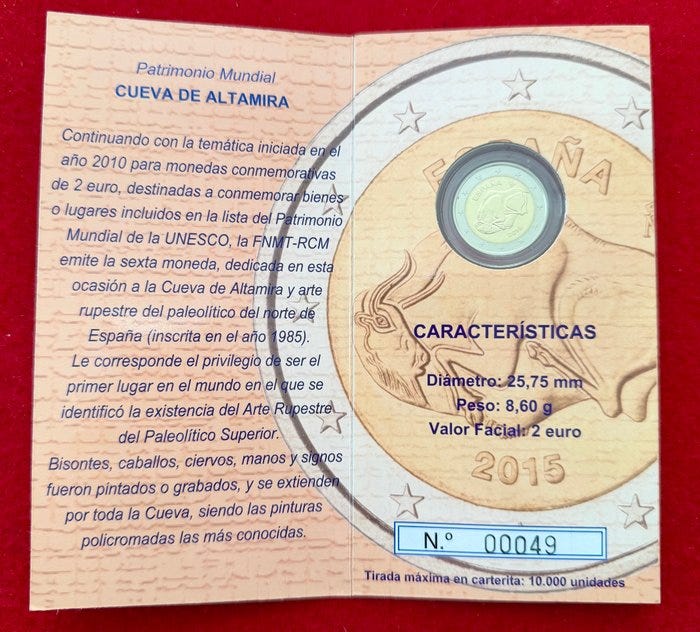 Patrimonio Mundial
CUEVA DE ALTAMIRA
Continuando con la temática iniciada en el
año 2010 para monedas conmemorativas
de 2 euro, destinadas a conmemorar bienes
o lugares incluidos en la lista del Patrimonio
Mundial de la UNESCO, la FNMT-RCM
emite la sexta moneda, dedicada en esta
ocasión a la Cueva de Altamira y arte
rupestre del paleolítico del norte de
España (inscrita en el año 1985).
Le corresponde el privilegio de ser el
primer lugar en el mundo en el que se
identificó la existencia del Arte Rupestre
del Paleolítico Superior.
Bisontes, caballos, ciervos, manos y signos
fueron pintados o grabados, y se extienden
por toda la Cueva, siendo las pinturas
policromadas las más conocidas.
ESPAÑA
CARACTERÍSTICAS
Diámetro: 25,75 mm
Peso: 8,60 g
Valor Facial: 2 euro
2015
N.º 00049
Tirada máxima en carterita: 10.000 unidades